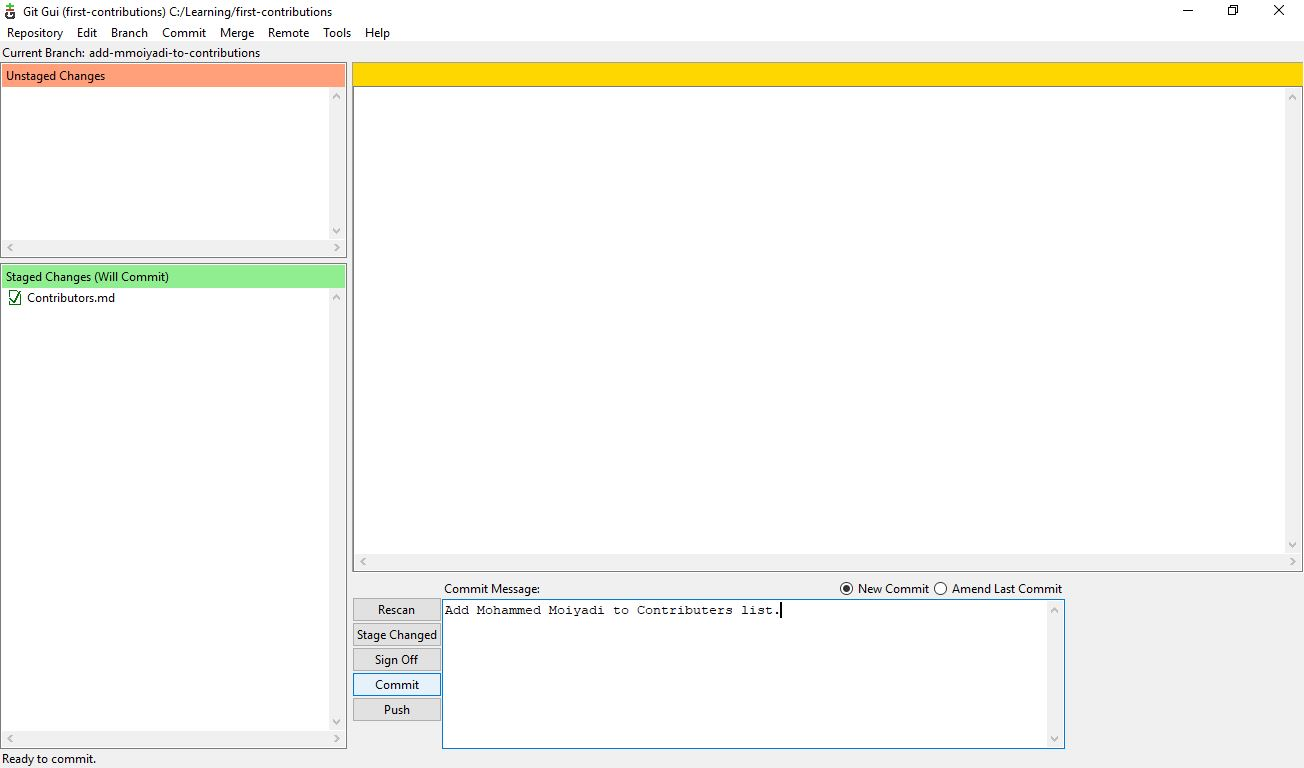 Git Gui (first-contributions) C:/Learning/first-contributions
Repository Edit Branch Commit Merge Remote Tools Help
Current Branch: add-mmoiyadi-to-contributions
Unstaged Changes
Staged Changes (Will Commit)
Contributors.md
Commit Message:
New Commit Amend Last Commit
Rescan
Add Mohammed Moiyadi to Contributers list.
Stage Changed
Sign Off
Commit
Push
Ready to commit.